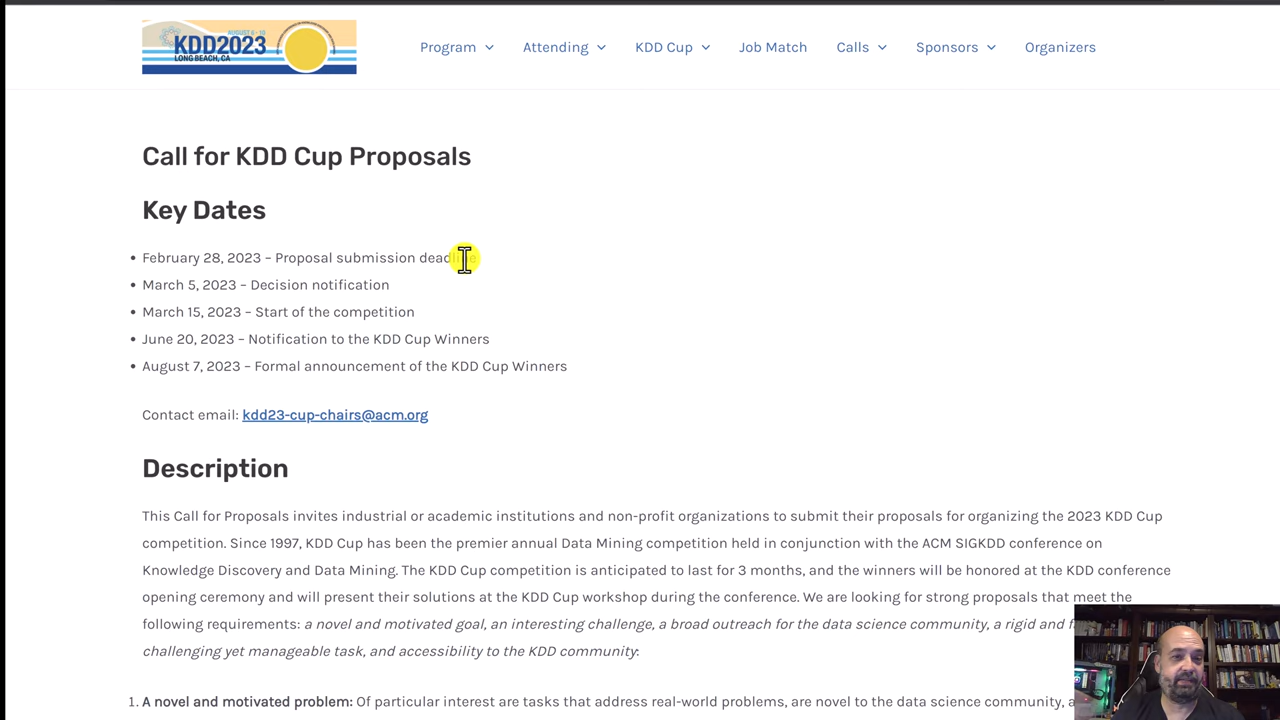 AUGUST 6 - 10
KDD2023
LONG BEACH, CA
Program
Attending
KDD Cup
Job Match
Calls
Sponsors
Organizers
Call for KDD Cup Proposals
Key Dates
• February 28, 2023 – Proposal submission deadline
• March 5, 2023 – Decision notification
• March 15, 2023 – Start of the competition
• June 20, 2023 – Notification to the KDD Cup Winners
• August 7, 2023 – Formal announcement of the KDD Cup Winners
Contact email: kdd23-cup-chairs@acm.org
Description
This Call for Proposals invites industrial or academic institutions and non-profit organizations to submit their proposals for organizing the 2023 KDD Cup
competition. Since 1997, KDD Cup has been the premier annual Data Mining competition held in conjunction with the ACM SIGKDD conference on
Knowledge Discovery and Data Mining. The KDD Cup competition is anticipated to last for 3 months, and the winners will be honored at the KDD conference
opening ceremony and will present their solutions at the KDD Cup workshop during the conference. We are looking for strong proposals that meet the
following requirements: a novel and motivated goal, an interesting challenge, a broad outreach for the data science community, a rigid and
challenging yet manageable task, and accessibility to the KDD community:
1. A novel and motivated problem: Of particular interest are tasks that address real-world problems, are novel to the data science community,